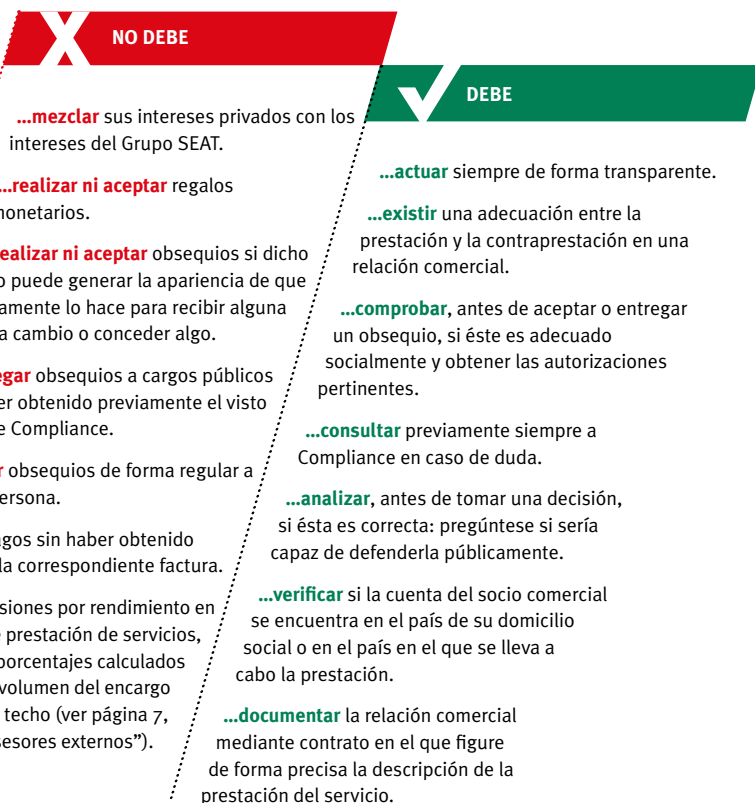 NO DEBE
...mezclar sus intereses privados con los
intereses del Grupo SEAT.
...realizar ni aceptar regalos
monetarios.
realizar ni aceptar obsequios si dicho
puede generar la apariencia de que
lo hace para recibir alguna
a cambio o conceder algo.
obsequios a cargos públicos
obtenido previamente el visto
Compliance.
obsequios de forma regular a
sin haber obtenido
la correspondiente factura.
por rendimiento en
prestación de servicios,
porcentajes calculados
volumen del encargo
techo (ver página 7,
externos”).
DEBE
...actuar siempre de forma transparente.
...existir una adecuación entre la
prestación y la contraprestación en una
relación comercial.
...comprobar, antes de aceptar o entregar
un obsequio, si éste es adecuado
socialmente y obtener las autorizaciones
pertinentes.
...consultar previamente siempre a
Compliance en caso de duda.
...analizar, antes de tomar una decisión,
si ésta es correcta: pregúntese si sería
capaz de defenderla públicamente.
...verificar si la cuenta del socio comercial
se encuentra en el país de su domicilio
social o en el país en el que se lleva a
cabo la prestación.
...documentar la relación comercial
mediante contrato en el que figure
de forma precisa la descripción de la
prestación del servicio.